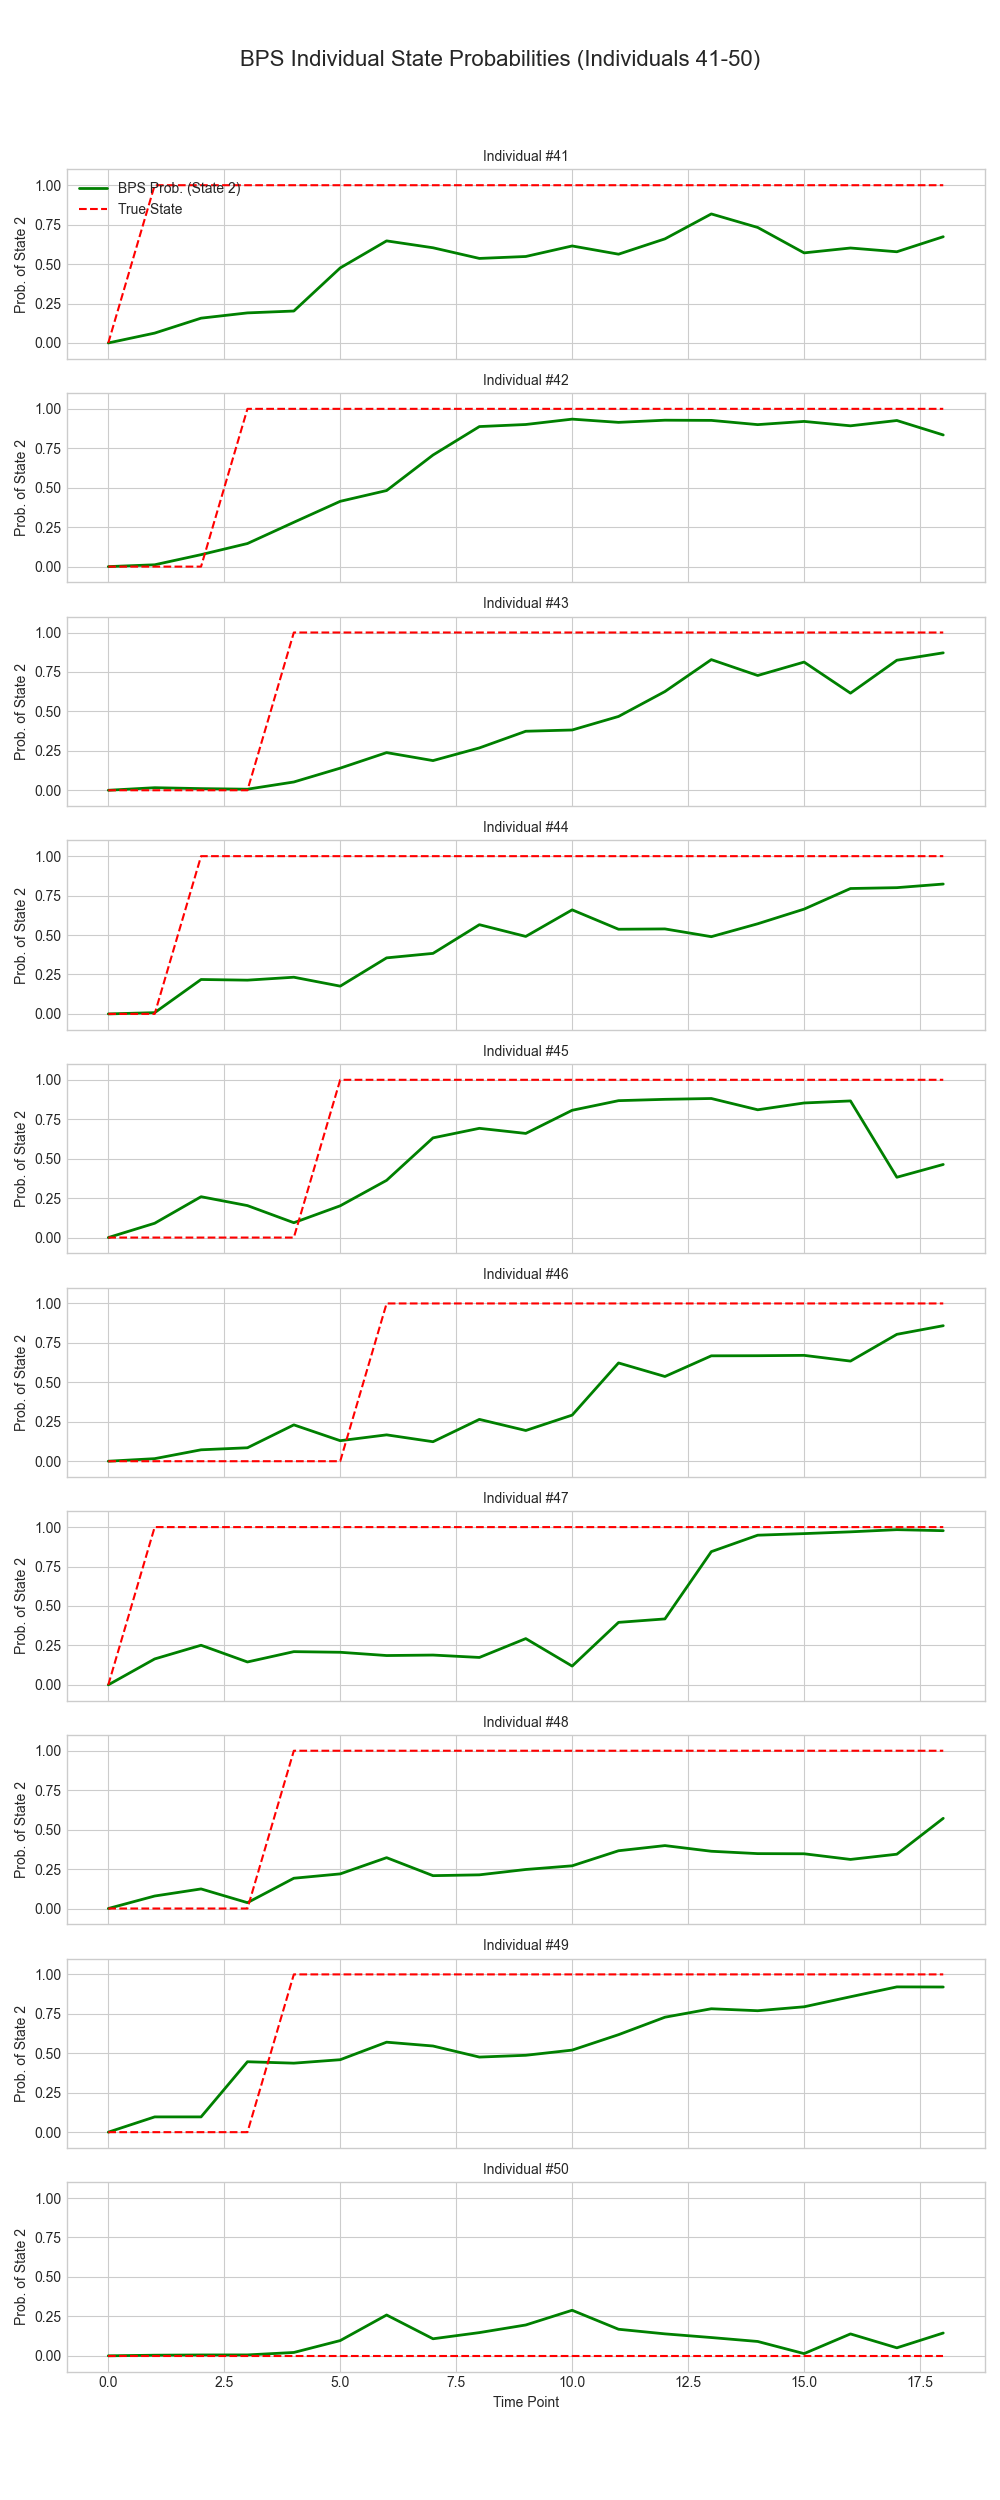 BPS Individual State Probabilities (Individuals 41-50)
Individual #41
BPS Prob. (State 2)
True State
Prob. of State 2
1.00
0.75
0.50
0.25
0.00
Individual #42
Prob. of State 2
1.00
0.75
0.50
0.25
0.00
Individual #43
Prob. of State 2
1.00
0.75
0.50
0.25
0.00
Individual #44
Prob. of State 2
1.00
0.75
0.50
0.25
0.00
Individual #45
Prob. of State 2
1.00
0.75
0.50
0.25
0.00
Individual #46
Prob. of State 2
1.00
0.75
0.50
0.25
0.00
Individual #47
Prob. of State 2
1.00
0.75
0.50
0.25
0.00
Individual #48
Prob. of State 2
1.00
0.75
0.50
0.25
0.00
Individual #49
Prob. of State 2
1.00
0.75
0.50
0.25
0.00
Individual #50
Prob. of State 2
1.00
0.75
0.50
0.25
0.00
0.0 2.5 5.0 7.5 10.0 12.5 15.0 17.5
Time Point